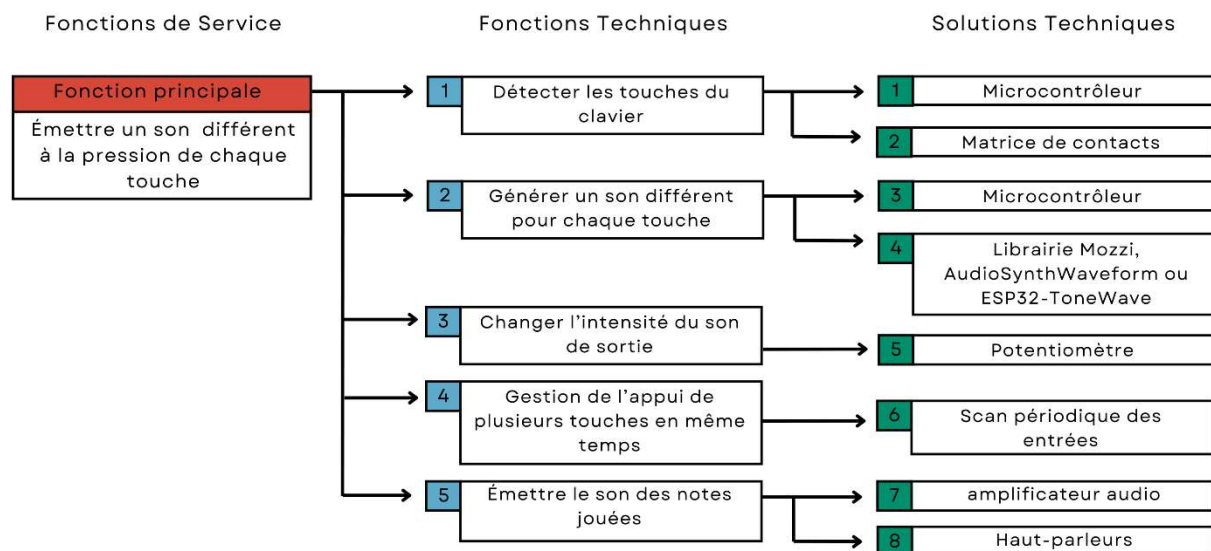 Fonctions de Service
Fonctions Techniques
Solutions Techniques
Fonction principale
Émettre un son différent
à la pression de chaque
touche
1
Détecter les touches du
clavier
1
Microcontrôleur
2
Matrice de contacts
2
Générer un son différent
pour chaque touche
3
Microcontrôleur
4
Librairie Mozzi,
AudioSynthWaveform ou
ESP32-ToneWave
3
Changer l'intensité du son
de sortie
5
Potentiomètre
4
Gestion de l'appui de
plusieurs touches en même
temps
6
Scan périodique des
entrées
5
Émettre le son des notes
jouées
7
amplificateur audio
8
Haut-parleurs